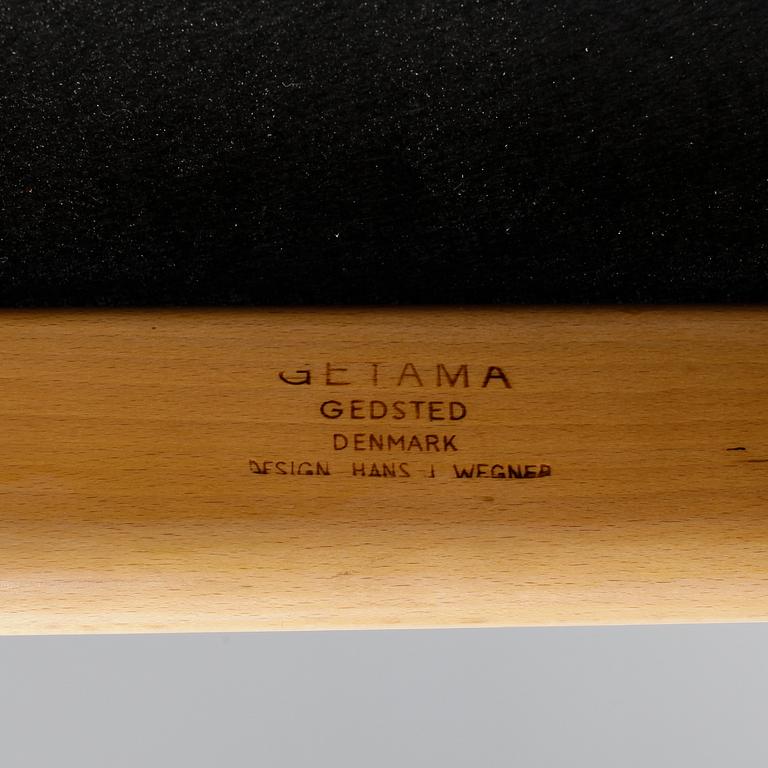 GETAMA
GEDSTED
DENMARK
DESIGN HANS J WEGNER